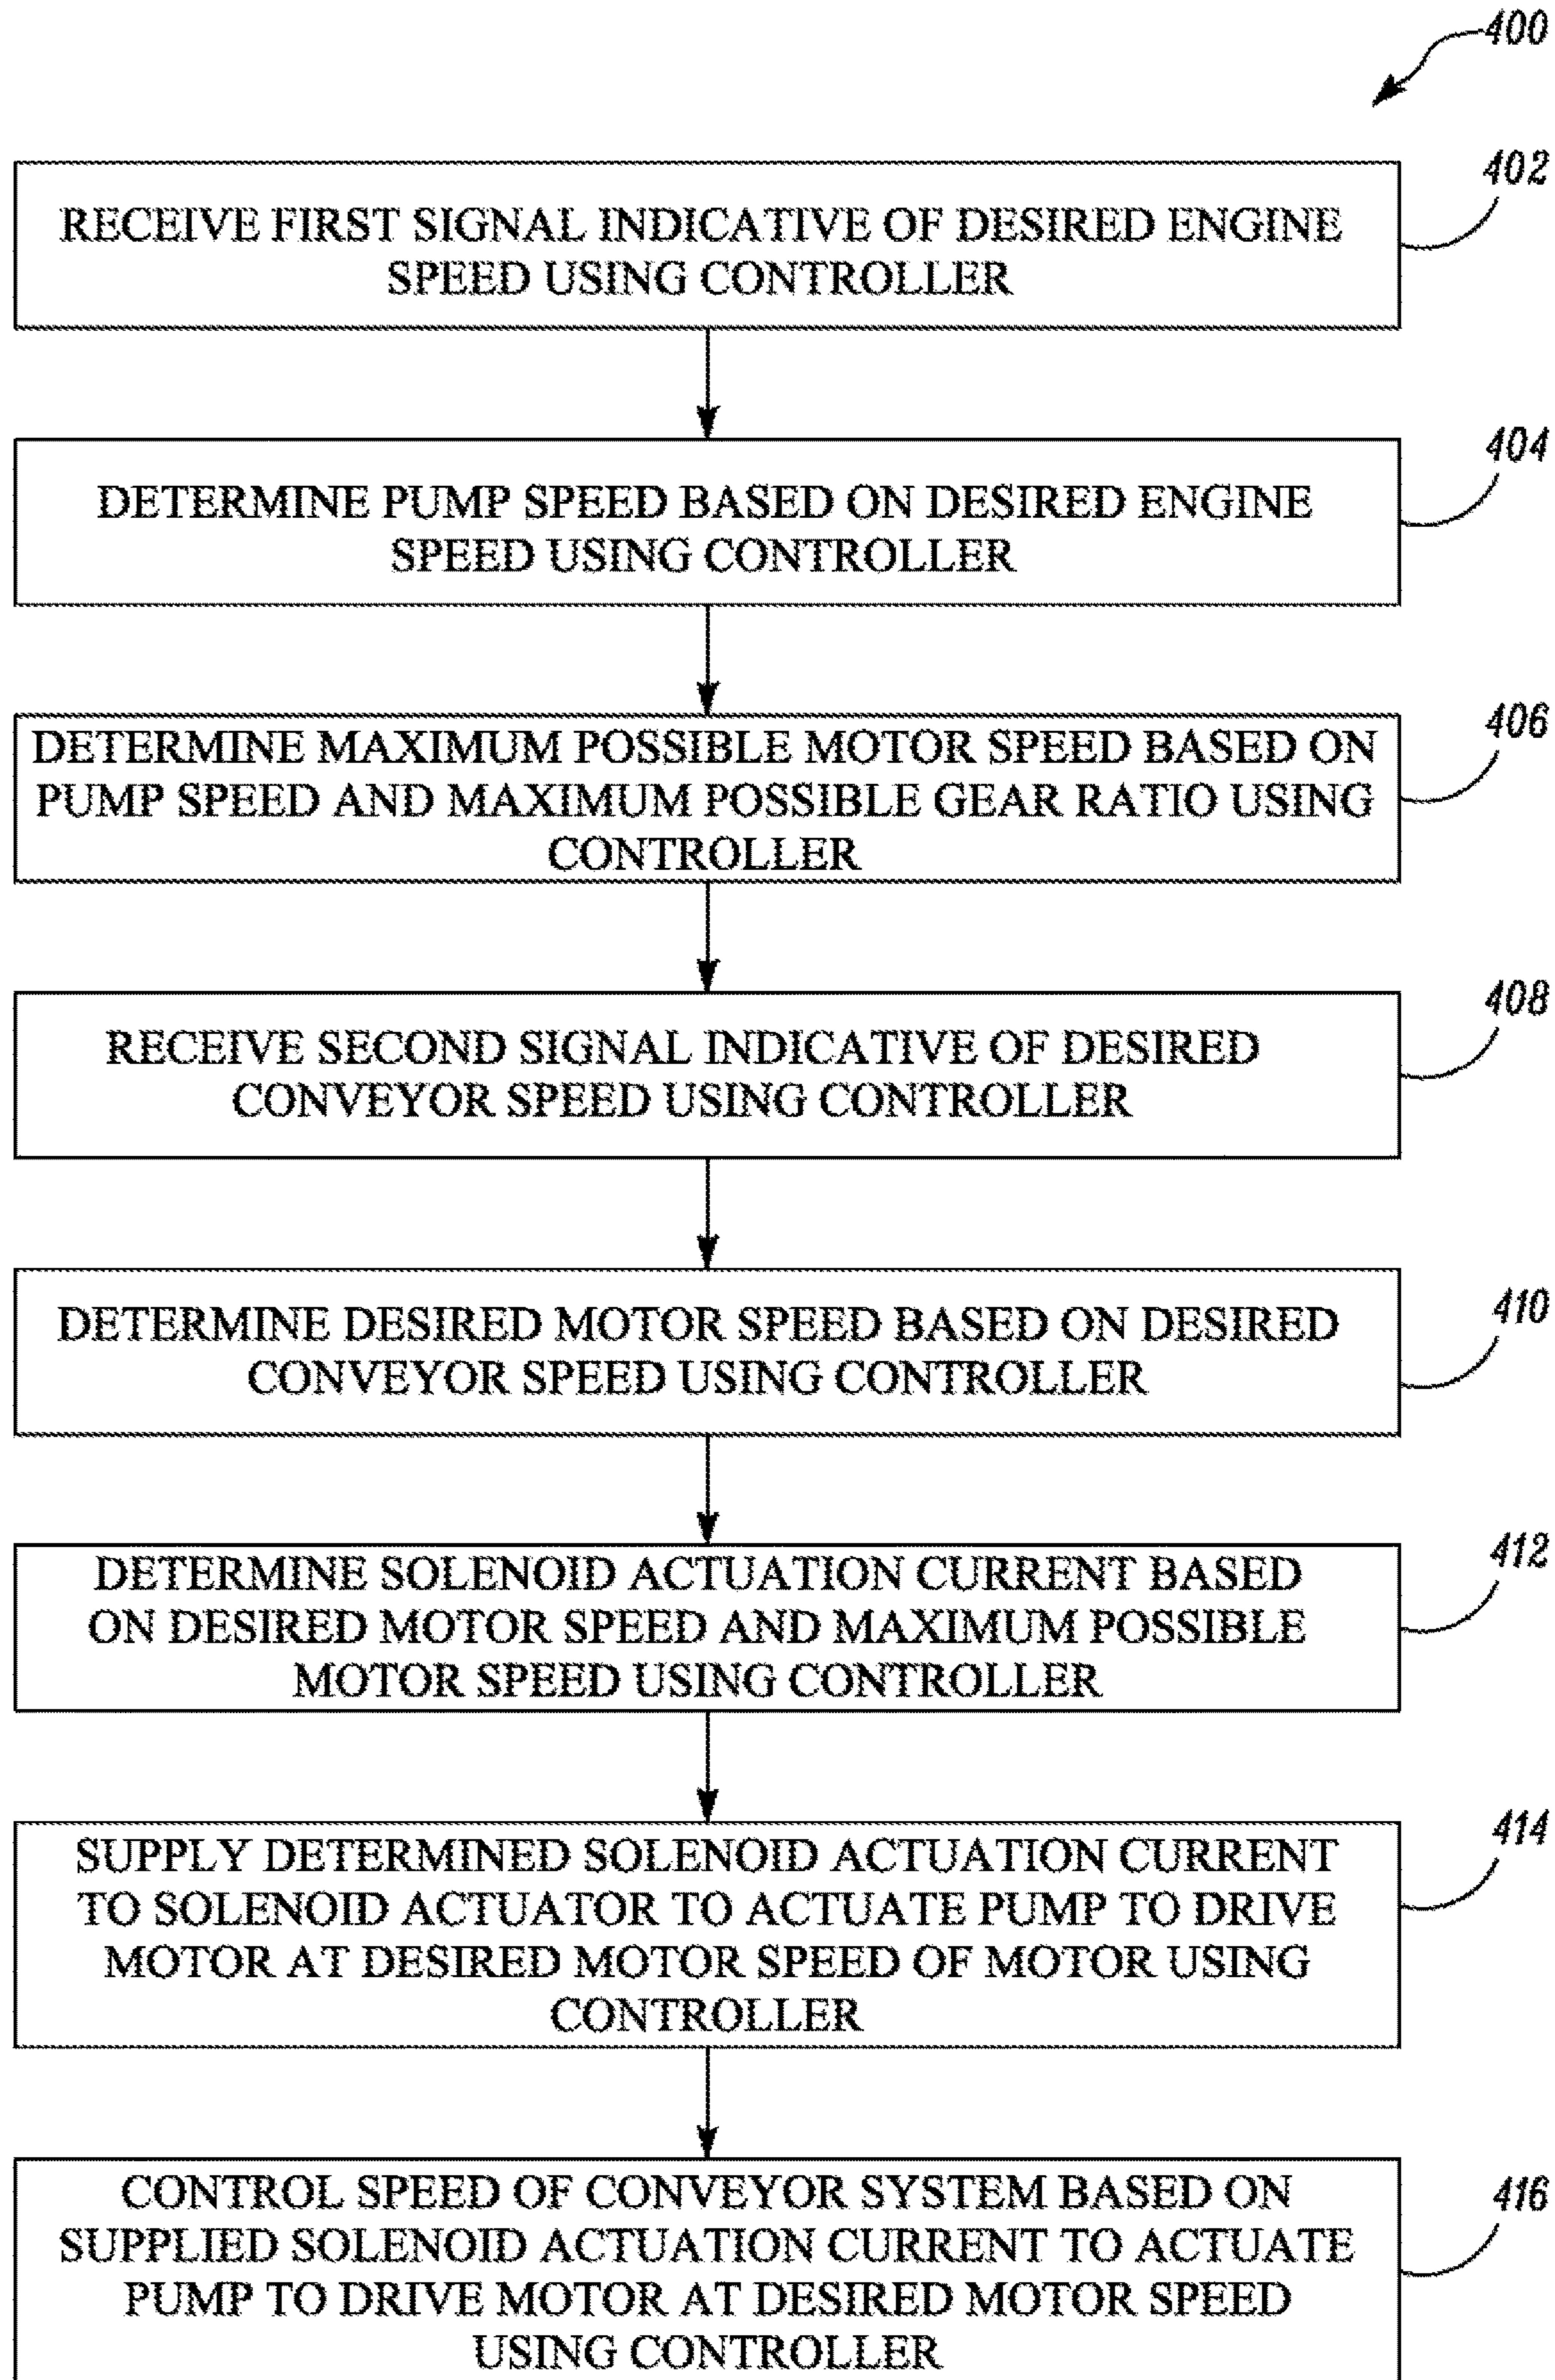 400
402
RECEIVE FIRST SIGNAL INDICATIVE OF DESIRED ENGINE
SPEED USING CONTROLLER
404
DETERMINE PUMP SPEED BASED ON DESIRED ENGINE
SPEED USING CONTROLLER
406
DETERMINE MAXIMUM POSSIBLE MOTOR SPEED BASED ON
PUMP SPEED AND MAXIMUM POSSIBLE GEAR RATIO USING
CONTROLLER
408
RECEIVE SECOND SIGNAL INDICATIVE OF DESIRED
CONVEYOR SPEED USING CONTROLLER
410
DETERMINE DESIRED MOTOR SPEED BASED ON DESIRED
CONVEYOR SPEED USING CONTROLLER
412
DETERMINE SOLENOID ACTUATION CURRENT BASED
ON DESIRED MOTOR SPEED AND MAXIMUM POSSIBLE
MOTOR SPEED USING CONTROLLER
414
SUPPLY DETERMINED SOLENOID ACTUATION CURRENT
TO SOLENOID ACTUATOR TO ACTUATE PUMP TO DRIVE
MOTOR AT DESIRED MOTOR SPEED OF MOTOR USING
CONTROLLER
416
CONTROL SPEED OF CONVEYOR SYSTEM BASED ON
SUPPLIED SOLENOID ACTUATION CURRENT TO ACTUATE
PUMP TO DRIVE MOTOR AT DESIRED MOTOR SPEED
USING CONTROLLER